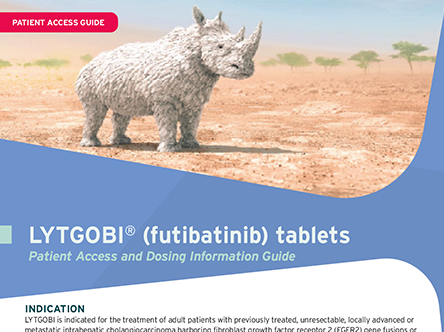 PATIENT ACCESS GUIDE
LYTGOBI® (futibatinib) tablets
Patient Access and Dosing Information Guide
INDICATION
LYTGOBI is indicated for the treatment of adult patients with previously treated, unresectable, locally advanced or
metastatic intrahepatic cholangiocarcinoma harboring fibroblast growth factor receptor 2 (FGFR2) gene fusions or